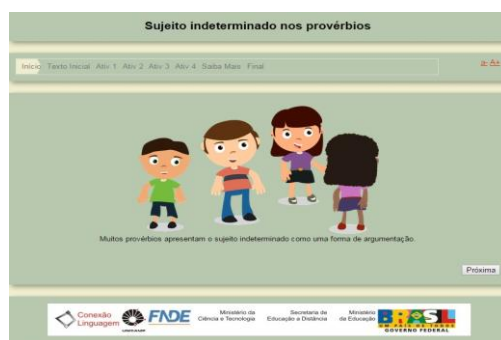 Sujeito indeterminado nos provérbios
Início Texto Inicial Ativ 1 Ativ 2 Ativ 3 Ativ 4 Saiba Mais Final
a- A+
Muitos provérbios apresentam o sujeito indeterminado como uma forma de argumentação.
Próxima
Conexão
Linguagem
UNICAMP
FNDE
Ministério da
Ciência e Tecnologia
Secretaria de
Educação a Distância
Ministério
da Educação
BRASIL
UM PAÍS DE TODOS
GOVERNO FEDERAL